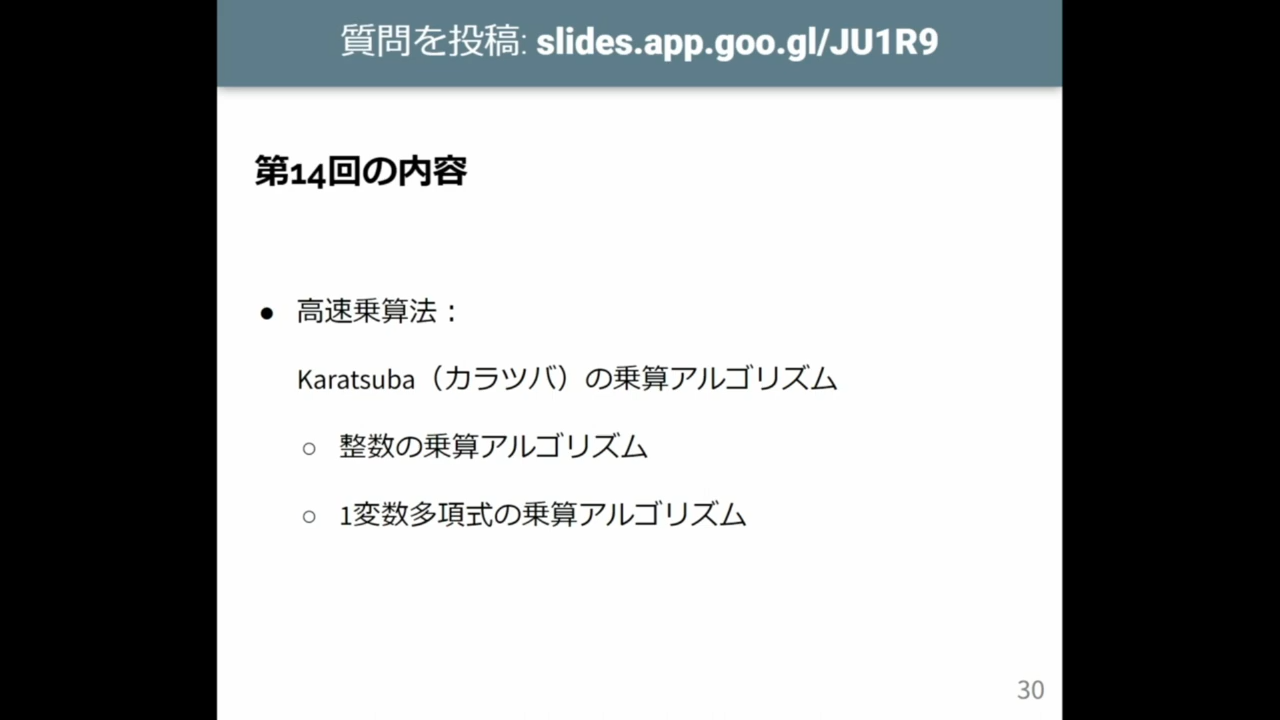 質問を投稿: slides.app.goo.gl/JU1R9
第14回の内容
● 高速乗算法：
Karatsuba（カラツバ）の乗算アルゴリズム
○ 整数の乗算アルゴリズム
○ 1変数多項式の乗算アルゴリズム
30